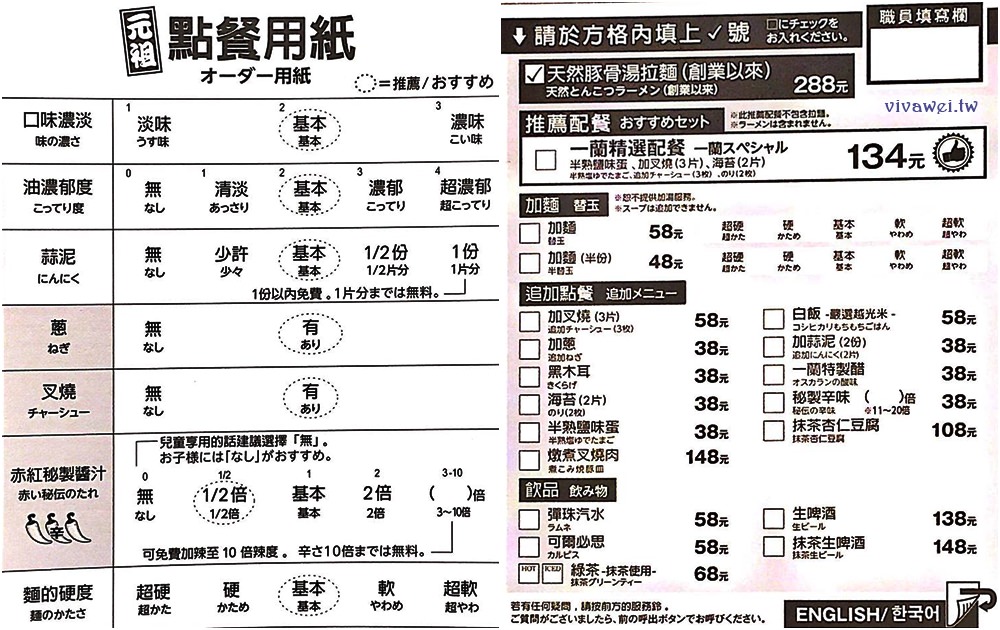 元祖
點餐用紙
オーダー用紙
=推薦/おすすめ
口味濃淡
味の濃さ
1 2 3
淡味 基本 濃味
うす味 基本 こい味
油濃郁度
こってり度
0 1 2 3 4
無 清淡 基本 濃郁 超濃郁
なし あっさり 基本 こってり 超こってり
蒜泥
にんにく
無 少許 基本 1/2份 1份
なし 少々 基本 1/2片分 1片分
1份以內免費。1片分までは無料。
蔥
ねぎ
無 有
なし あり
叉燒
チャーシュー
無 有
なし あり
赤紅秘製醬汁
赤い秘伝のたれ
辛
兒童享用的話建議選擇「無」。
お子様には「なし」がおすすめ。
0 1/2 1 2 3-10
無 1/2倍 基本 2倍 ( )倍
なし 1/2倍 基本 2倍 3~10倍
可免費加辣至10倍辣度。辛さ10倍までは無料。
麵的硬度
麺のかたさ
超硬 硬 基本 軟 超軟
超かた かため 基本 やわめ 超やわ
請於方格內填上✓號
□にチェックを
お入れください。
職員填寫欄
天然豚骨湯拉麵(創業以來)
天然とんこつラーメン(創業以来)
288元
vivawei.tw
推薦配餐 おすすめセット
※此推薦配餐不包含拉麵。
※ラーメンは含まれません。
一蘭精選配餐 一蘭スペシャル
半熟鹽味蛋、加叉燒(3片)、海苔(2片)
半熟塩ゆでたまご、追加チャーシュー(3枚)、のり(2枚)
134元
加麵 替玉
※恕不提供加湯服務。
※スープは追加できません。
加麵 58元 超硬 硬 基本 軟 超軟
替玉 超かた かため 基本 やわめ 超やわ
加麵(半份) 48元 超硬 硬 基本 軟 超軟
半替玉 超かた かため 基本 やわめ 超やわ
追加點餐 追加メニュー
加叉燒(3片) 58元
追加チャーシュー(3枚)
加蔥 38元
追加ねぎ
黑木耳 38元
きくらげ
海苔(2片) 38元
のり(2枚)
半熟鹽味蛋 38元
半熟塩ゆでたまご
燉煮叉燒肉 148元
煮こみ焼豚皿
白飯 -嚴選越光米- 58元
コシヒカリもちもちごはん
加蒜泥(2份) 38元
追加にんにく(2片)
一蘭特製醋 38元
オスカランの酸味
秘製辛味( )倍 38元
秘伝の辛味 ※11~20倍
抹茶杏仁豆腐 108元
抹茶杏仁豆腐
飲品 飲み物
彈珠汽水 58元
ラムネ
可爾必思 58元
カルピス
HOT ICED 綠茶 -抹茶使用- 68元
抹茶グリーンティー
生啤酒 138元
生ビール
抹茶生啤酒 148元
抹茶生ビール
若有任何疑問,請按前方的服務鈴。
ご質問がございましたら、前の呼出ボタンでお呼びください。
ENGLISH/ 한국어